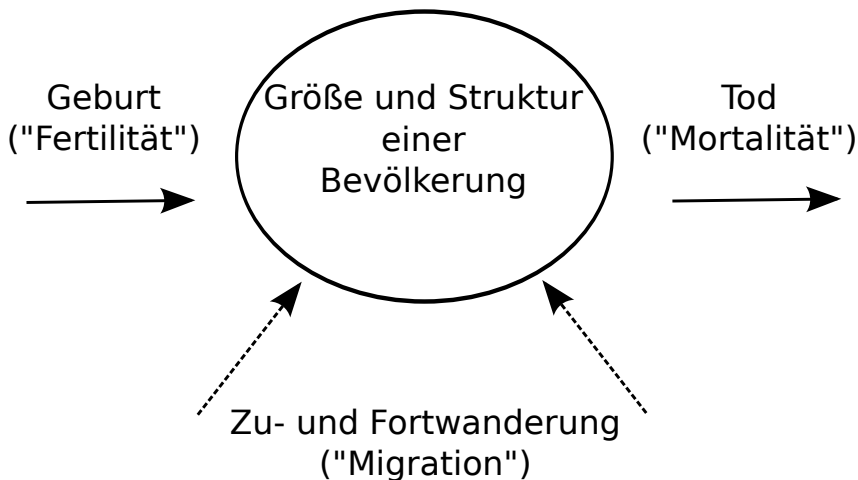 Geburt
("Fertilität")
Größe und Struktur
einer
Bevölkerung
Tod
("Mortalität")
Zu- und Fortwanderung
("Migration")